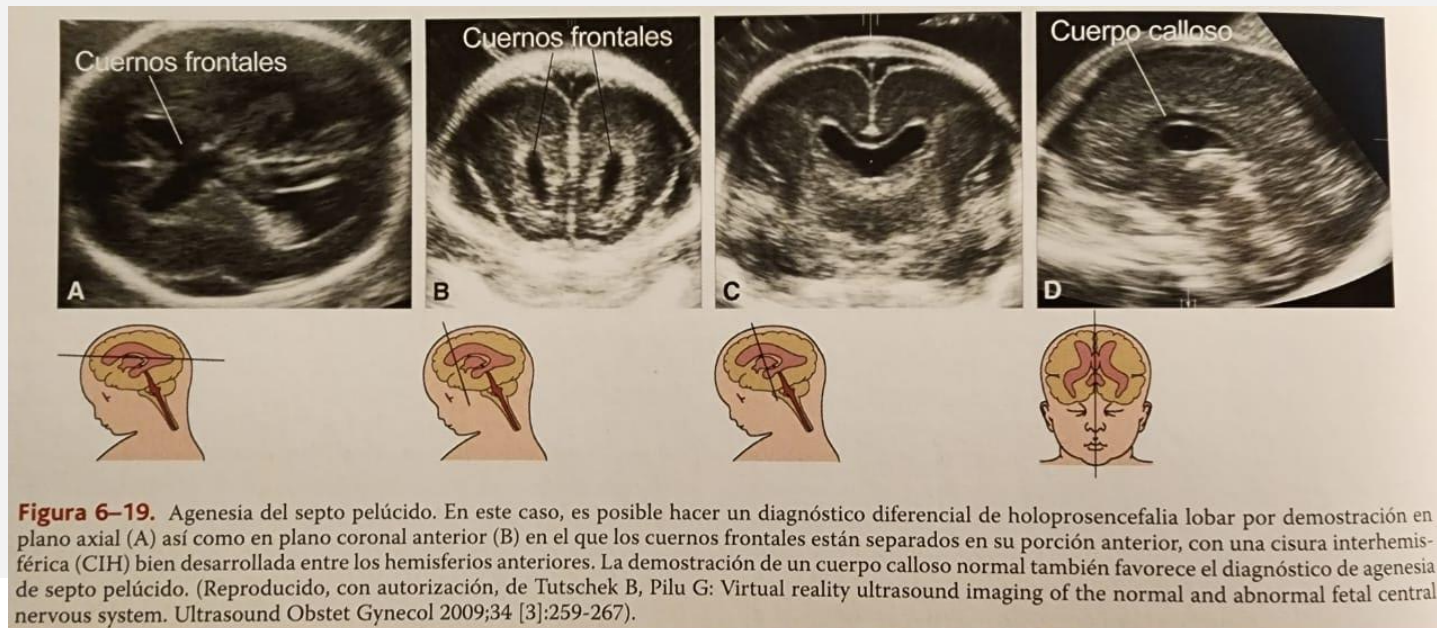 Cuernos frontales
Cuernos frontales
Cuerpo calloso
A
B
C
D
Figura 6–19. Agenesia del septo pelúcido. En este caso, es posible hacer un diagnóstico diferencial de holoprosencefalia lobar por demostración en
plano axial (A) así como en plano coronal anterior (B) en el que los cuernos frontales están separados en su porción anterior, con una cisura interhemis-
férica (CIH) bien desarrollada entre los hemisferios anteriores. La demostración de un cuerpo calloso normal también favorece el diagnóstico de agenesia
de septo pelúcido. (Reproducido, con autorización, de Tutschek B, Pilu G: Virtual reality ultrasound imaging of the normal and abnormal fetal central
nervous system. Ultrasound Obstet Gynecol 2009;34 [3]:259-267).